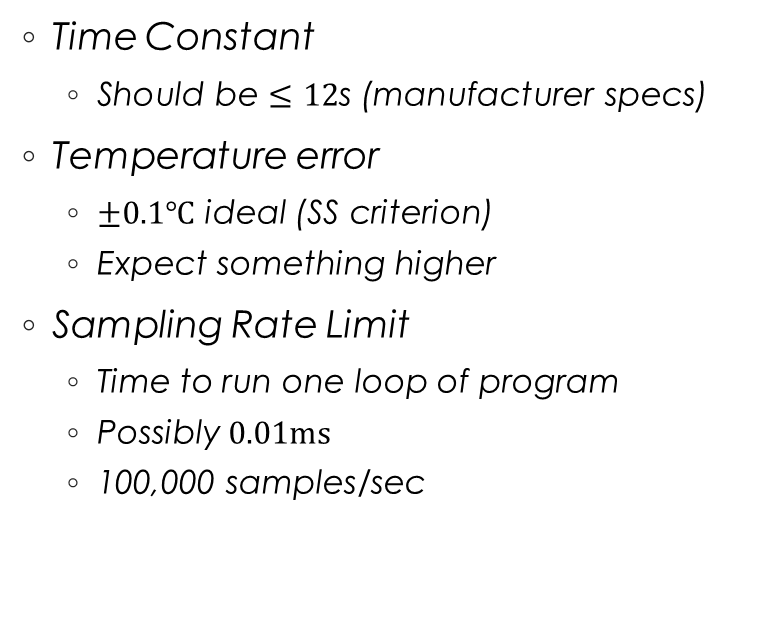 ◦ Time Constant
◦ Should be ≤ 12s (manufacturer specs)
◦ Temperature error
◦ ±0.1℃ ideal (SS criterion)
◦ Expect something higher
◦ Sampling Rate Limit
◦ Time to run one loop of program
◦ Possibly 0.01ms
◦ 100,000 samples/sec